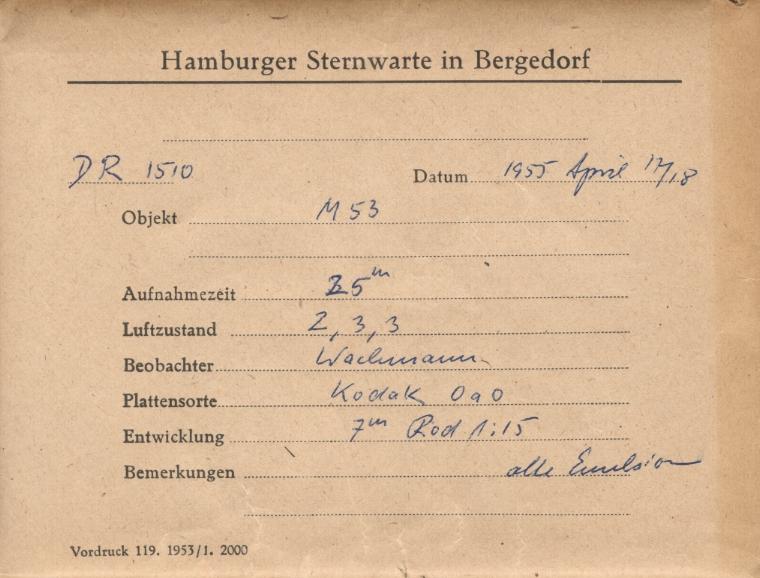 Hamburger Sternwarte in Bergedorf
DR 1510 Datum 1955 April 17/18
Objekt M 53
Aufnahmezeit 35ᵐ
Luftzustand 2, 3, 3
Beobachter Wachmann
Plattensorte Kodak 0a0
Entwicklung 7ᵐ Rod 1:15
Bemerkungen alte Emulsion
Vordruck 119. 1953/1. 2000